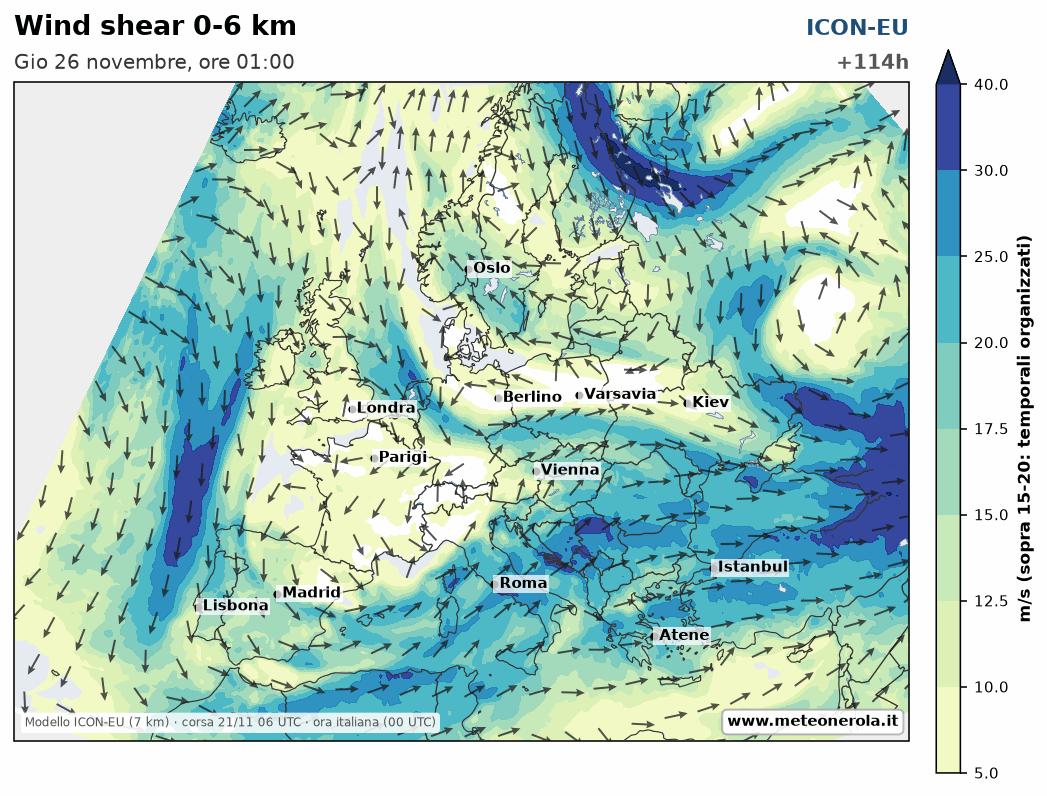 Wind shear 0-6 km
ICON-EU
Gio 26 novembre, ore 01:00
+114h
40.0
30.0
25.0
20.0
17.5
15.0
12.5
10.0
5.0
m/s (sopra 15-20: temporali organizzati)
Oslo
Berlino
Varsavia
Kiev
Londra
Parigi
Vienna
Istanbul
Roma
Madrid
Lisbona
Atene
Modello ICON-EU (7 km) · corsa 21/11 06 UTC · ora italiana (00 UTC)
www.meteonerola.it